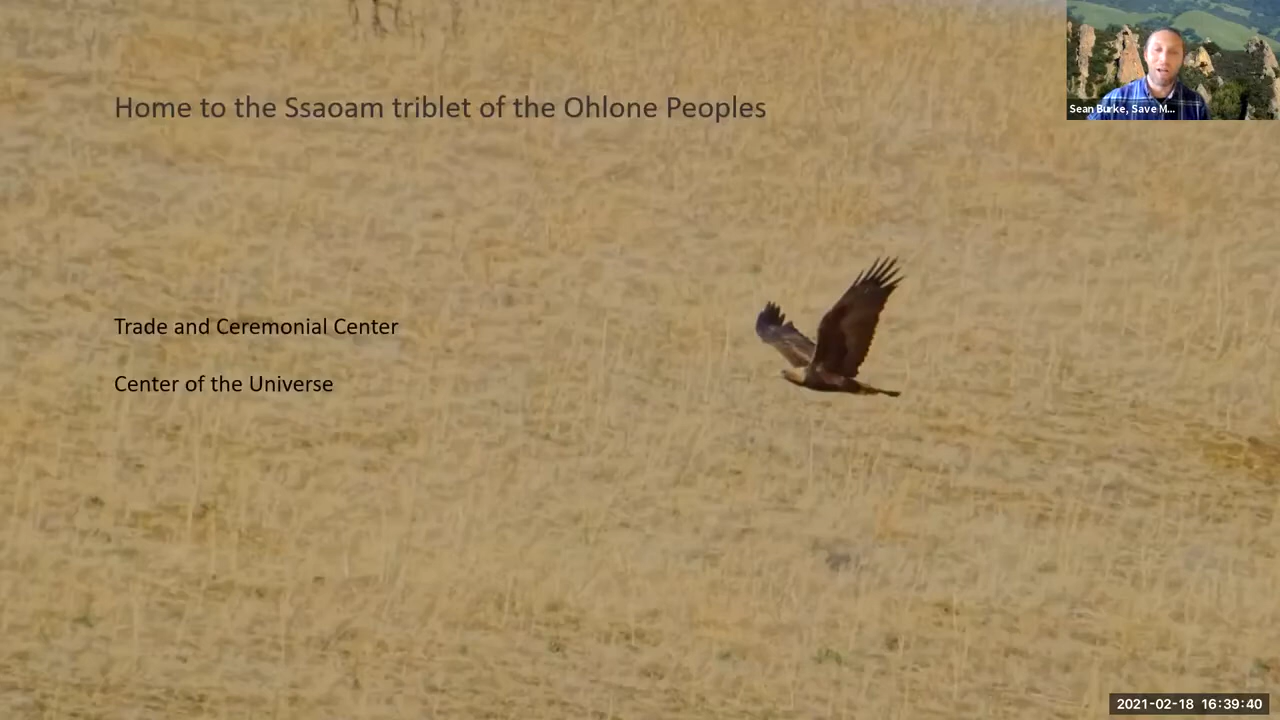 Home to the Ssaoam triblet of the Ohlone Peoples
Sean Burke, Save M...
Trade and Ceremonial Center
Center of the Universe
2021-02-18 16:39:40